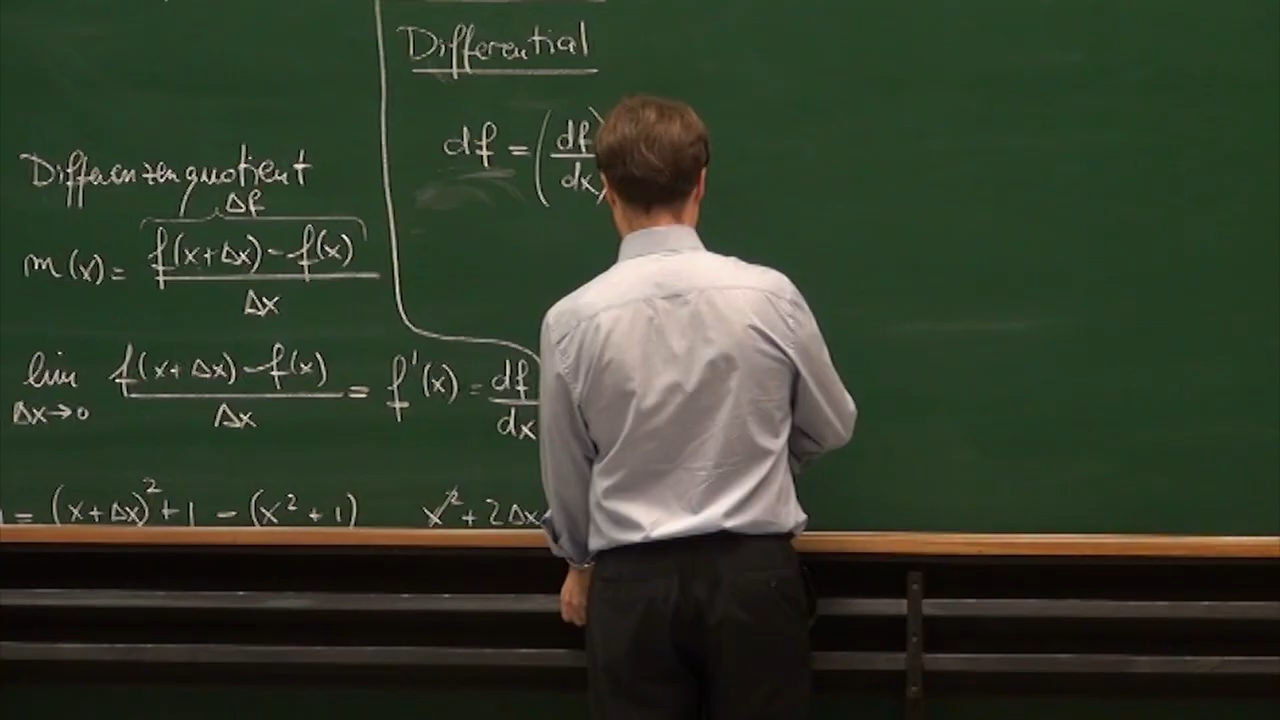 Differenzenquotient
Δf
m(x) = f(x+Δx) - f(x)
Δx
lim f(x+Δx) - f(x) = f'(x) = df
Δx→0 Δx dx
= (x+Δx)² + 1 - (x² + 1) x² + 2Δx
Differential
df = (df
dx